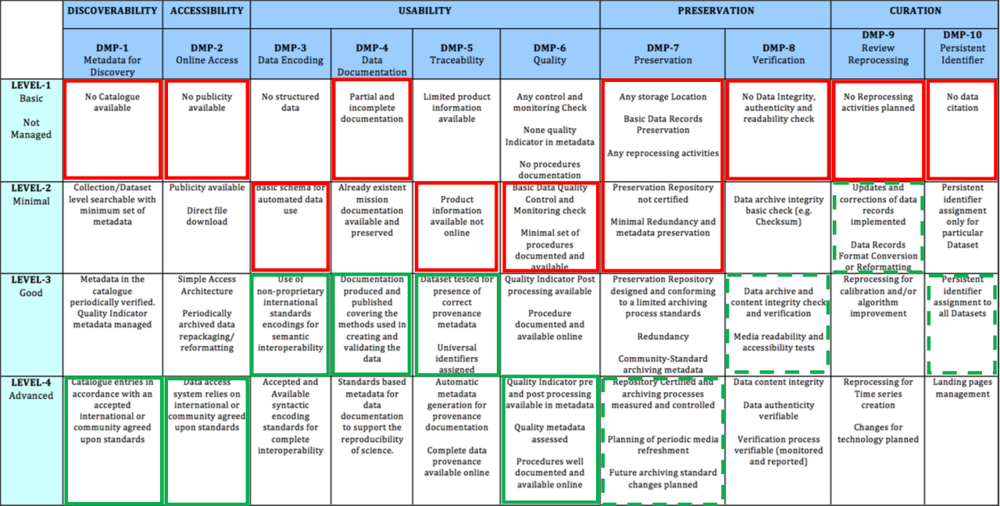 DISCOVERABILITY
ACCESSIBILITY
USABILITY
PRESERVATION
CURATION
DMP-1
Metadata for
Discovery
DMP-2
Online Access
DMP-3
Data Encoding
DMP-4
Data
Documentation
DMP-5
Traceability
DMP-6
Quality
DMP-7
Preservation
DMP-8
Verification
DMP-9
Review
Reprocessing
DMP-10
Persistent
Identifier
LEVEL-1
Basic
Not
Managed
No Catalogue
available
No publicity
available
No structured
data
Partial and
incomplete
documentation
Limited product
information
available
Any control and
monitoring Check
None quality
Indicator in metadata
No procedures
documentation
Any storage Location
Basic Data Records
Preservation
Any reprocessing activities
No Data Integrity,
authenticity and
readability check
No Reprocessing
activities planned
No data
citation
LEVEL-2
Minimal
Collection/Dataset
level searchable with
minimum set of
metadata
Publicity available
Direct file
download
Basic schema for
automated data
use
Already existent
mission
documentation
available and
preserved
Product
information
available not
online
Basic Data Quality
Control and
Monitoring check
Minimal set of
procedures
documented and
available
Preservation Repository
not certified
Minimal Redundancy and
metadata preservation
Data archive integrity
basic check (e.g.
Checksum)
Updates and
corrections of data
records
implemented
Data Records
Format Conversion
or Reformatting
Persistent
identifier
assignment
only for
particular
Dataset
LEVEL-3
Good
Metadata in the
catalogue
periodically verified.
Quality Indicator
metadata managed
Simple Access
Architecture
Periodically
archived data
repackaging/
reformatting
Use of
non-proprietary
international
standards
encodings for
semantic
interoperability
Documentation
produced and
published
covering the
methods used in
creating and
validating the
data
Dataset tested for
presence of
correct
provenance
metadata
Universal
identifiers
assigned
Quality Indicator Post
processing available
Procedure
documented and
available online
Preservation Repository
designed and conforming
to a limited archiving
process standards
Redundancy
Community-Standard
archiving metadata
Data archive and
content integrity check
and verification
Media readability and
accessibility tests
Reprocessing for
calibration and/or
algorithm
improvement
Persistent
identifier
assignment to
all Datasets
LEVEL-4
Advanced
Catalogue entries in
accordance with an
accepted
international or
community agreed
upon standards
Data access
system relies on
international or
community agreed
upon standards
Accepted and
Available
syntactic
encoding
standards for
complete
interoperability
Standards based
metadata for
data
documentation
to support the
reproducibility
of science.
Automatic
metadata
generation for
provenance
documentation
Complete data
provenance
available online
Quality Indicator pre
and post processing
available in metadata
Quality metadata
assessed
Procedures well
documented and
available online
Repository Certified and
archiving processes
measured and controlled
Planning of periodic media
refreshment
Future archiving standard
changes planned
Data content integrity
Data authenticity
verifiable
Verification process
verifiable (monitored
and reported)
Reprocessing for
Time series
creation
Changes for
technology planned
Landing pages
management